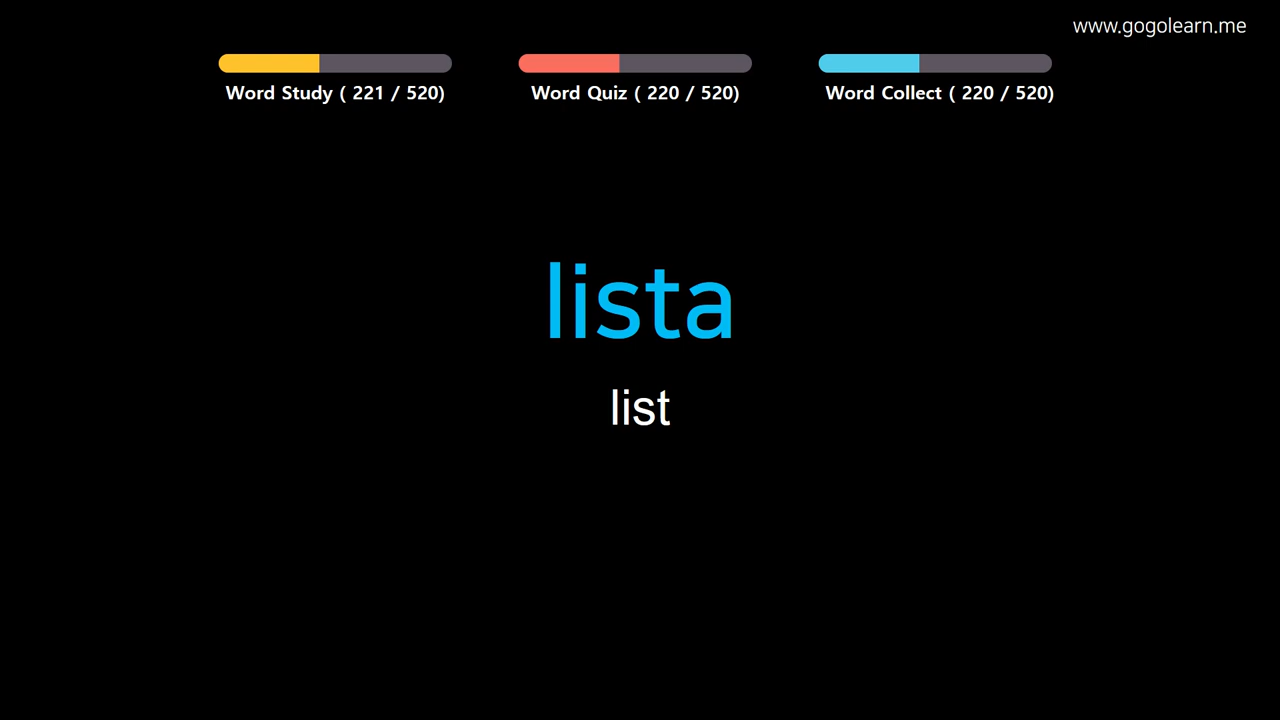 www.gogolearn.me
Word Study ( 221 / 520)
Word Quiz ( 220 / 520)
Word Collect ( 220 / 520)
lista
list